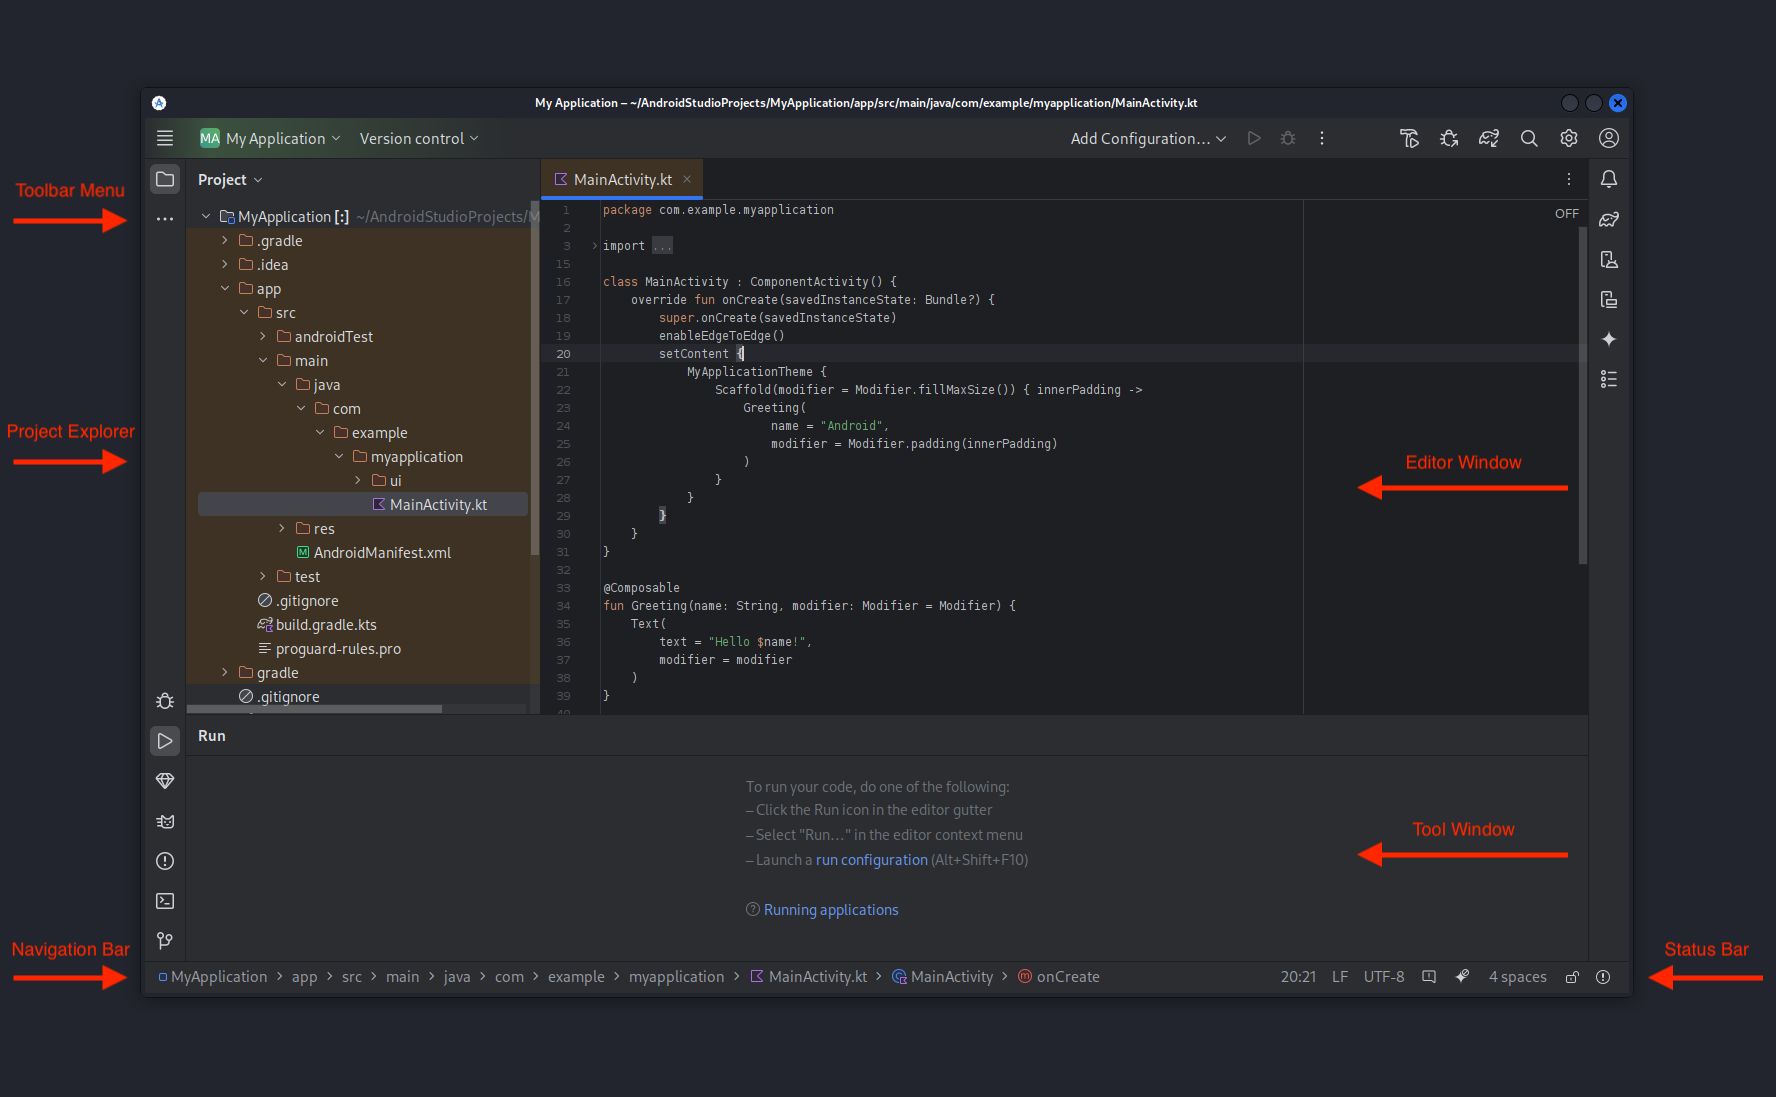 My Application – ~/AndroidStudioProjects/MyApplication/app/src/main/java/com/example/myapplication/MainActivity.kt
MA My Application Version control Add Configuration...
Toolbar Menu
Project
MyApplication [:] ~/AndroidStudioProjects/M
.gradle
.idea
app
src
androidTest
main
java
com
Project Explorer
example
myapplication
ui
MainActivity.kt
res
AndroidManifest.xml
test
.gitignore
build.gradle.kts
proguard-rules.pro
gradle
.gitignore
MainActivity.kt
OFF
1 package com.example.myapplication
2
3 import ...
15
16 class MainActivity : ComponentActivity() {
17 override fun onCreate(savedInstanceState: Bundle?) {
18 super.onCreate(savedInstanceState)
19 enableEdgeToEdge()
20 setContent {
21 MyApplicationTheme {
22 Scaffold(modifier = Modifier.fillMaxSize()) { innerPadding ->
23 Greeting(
24 name = "Android",
25 modifier = Modifier.padding(innerPadding)
26 )
27 }
28 }
29 }
30 }
31 }
32
33 @Composable
34 fun Greeting(name: String, modifier: Modifier = Modifier) {
35 Text(
36 text = "Hello $name!",
37 modifier = modifier
38 )
39 }
40
Editor Window
Run
To run your code, do one of the following:
– Click the Run icon in the editor gutter
– Select "Run..." in the editor context menu
– Launch a run configuration (Alt+Shift+F10)
? Running applications
Tool Window
Navigation Bar
MyApplication > app > src > main > java > com > example > myapplication > MainActivity.kt > MainActivity > onCreate
20:21 LF UTF-8 4 spaces
Status Bar